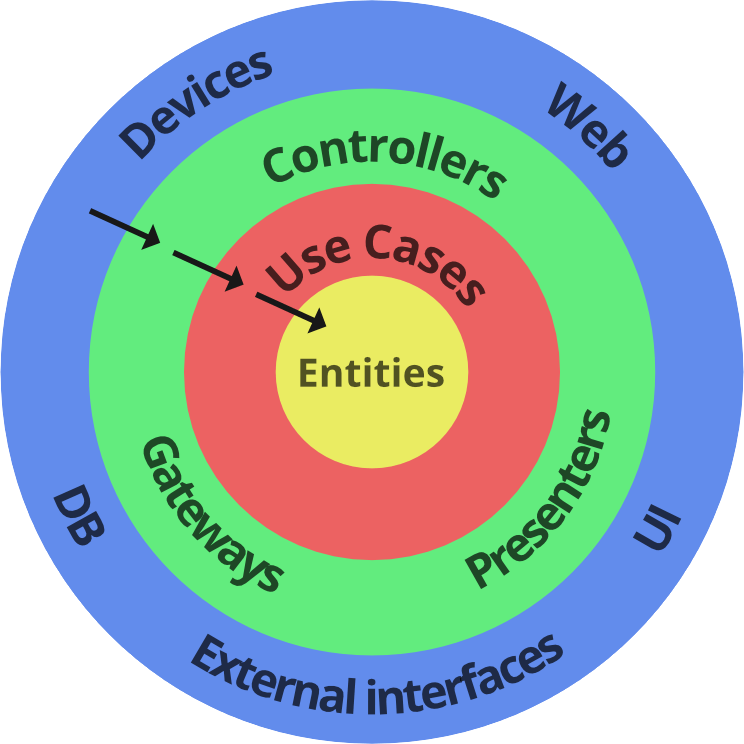 Devices
Web
Controllers
Use Cases
Entities
Gateways
Presenters
DB
UI
External interfaces